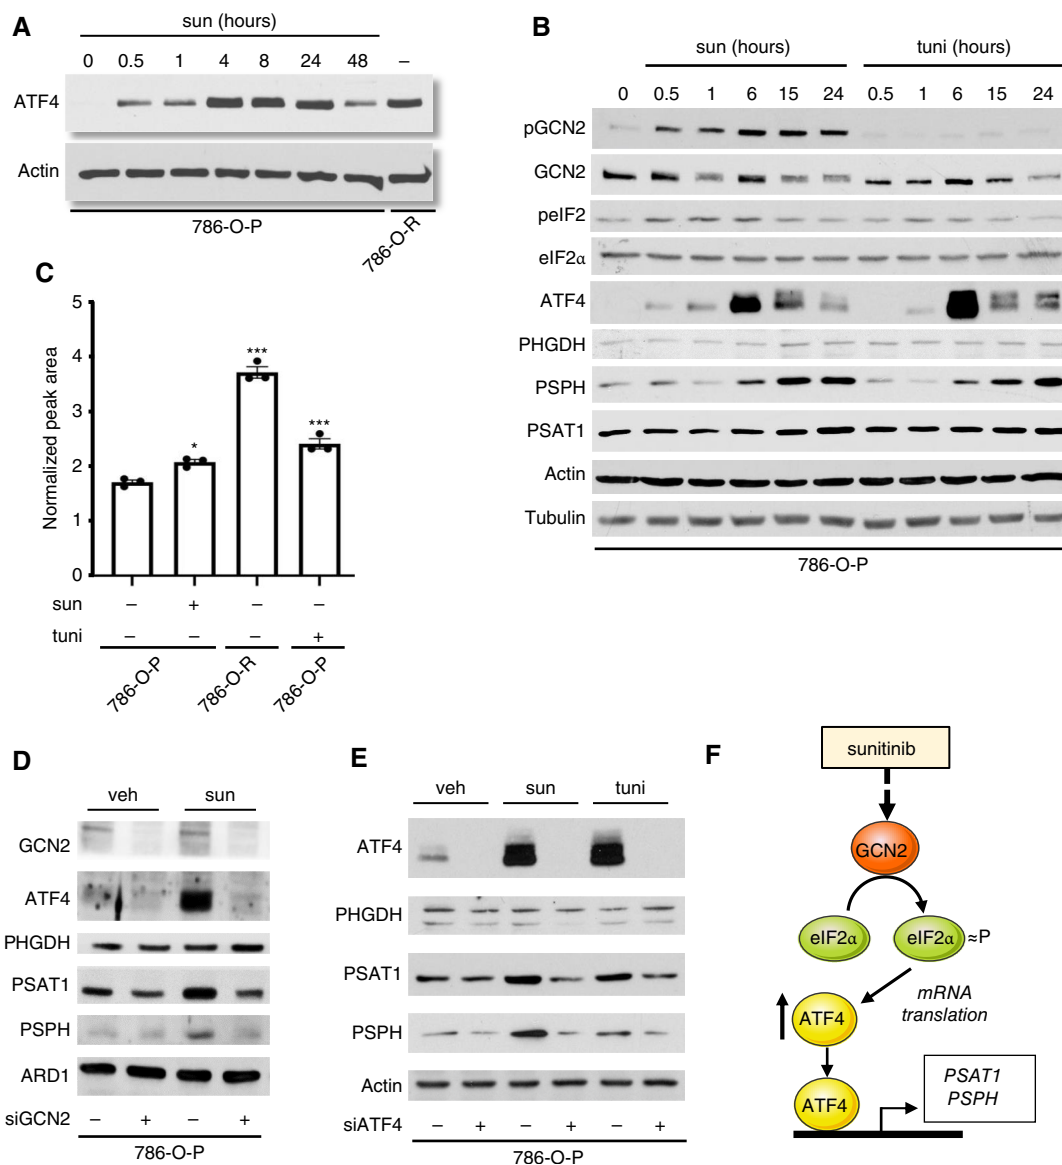 A
sun (hours)
0 0.5 1 4 8 24 48 –
ATF4
Actin
786-O-P
786-O-R
B
sun (hours) tuni (hours)
0 0.5 1 6 15 24 0.5 1 6 15 24
pGCN2
GCN2
peIF2
eIF2α
ATF4
PHGDH
PSPH
PSAT1
Actin
Tubulin
786-O-P
C
Normalized peak area
5
4
3
2
1
0
*
***
***
sun – + – –
tuni – – – +
786-O-P
786-O-R
786-O-P
D
veh sun
GCN2
ATF4
PHGDH
PSAT1
PSPH
ARD1
siGCN2 – + – +
786-O-P
E
veh sun tuni
ATF4
PHGDH
PSAT1
PSPH
Actin
siATF4 – + – + – +
786-O-P
F
sunitinib
GCN2
eIF2α eIF2α ≈P
mRNA
translation
ATF4
ATF4
PSAT1
PSPH